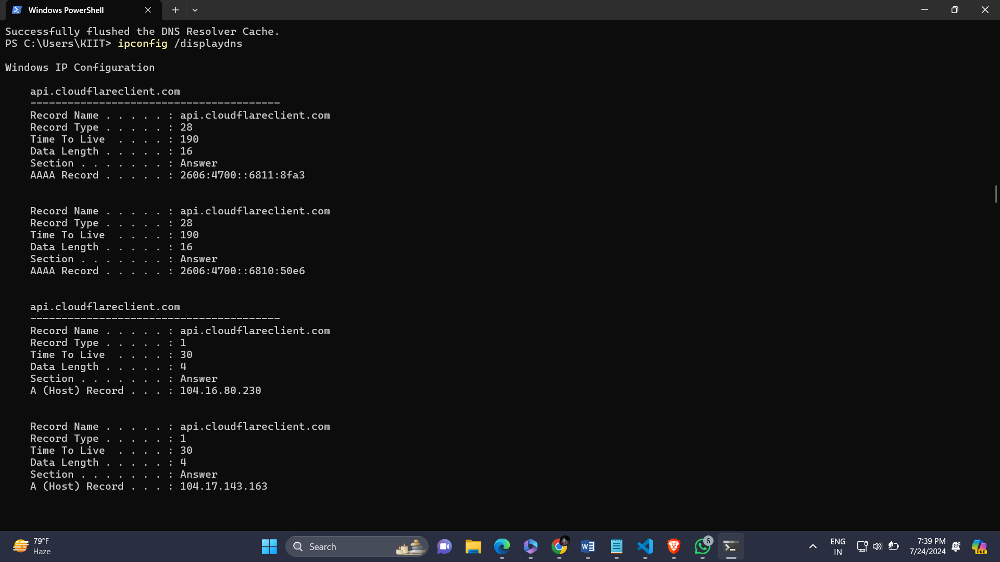 Windows PowerShell
Successfully flushed the DNS Resolver Cache.
PS C:\Users\KIIT> ipconfig /displaydns
Windows IP Configuration
api.cloudflareclient.com
----------------------------------------
Record Name . . . . . : api.cloudflareclient.com
Record Type . . . . . : 28
Time To Live  . . . . : 190
Data Length . . . . . : 16
Section . . . . . . . : Answer
AAAA Record . . . . . : 2606:4700::6811:8fa3
Record Name . . . . . : api.cloudflareclient.com
Record Type . . . . . : 28
Time To Live  . . . . : 190
Data Length . . . . . : 16
Section . . . . . . . : Answer
AAAA Record . . . . . : 2606:4700::6810:50e6
api.cloudflareclient.com
----------------------------------------
Record Name . . . . . : api.cloudflareclient.com
Record Type . . . . . : 1
Time To Live  . . . . : 30
Data Length . . . . . : 4
Section . . . . . . . : Answer
A (Host) Record . . . : 104.16.80.230
Record Name . . . . . : api.cloudflareclient.com
Record Type . . . . . : 1
Time To Live  . . . . : 30
Data Length . . . . . : 4
Section . . . . . . . : Answer
A (Host) Record . . . : 104.17.143.163
79°F
Haze
Search
W
6
ENG
IN
7:39 PM
7/24/2024
PRE